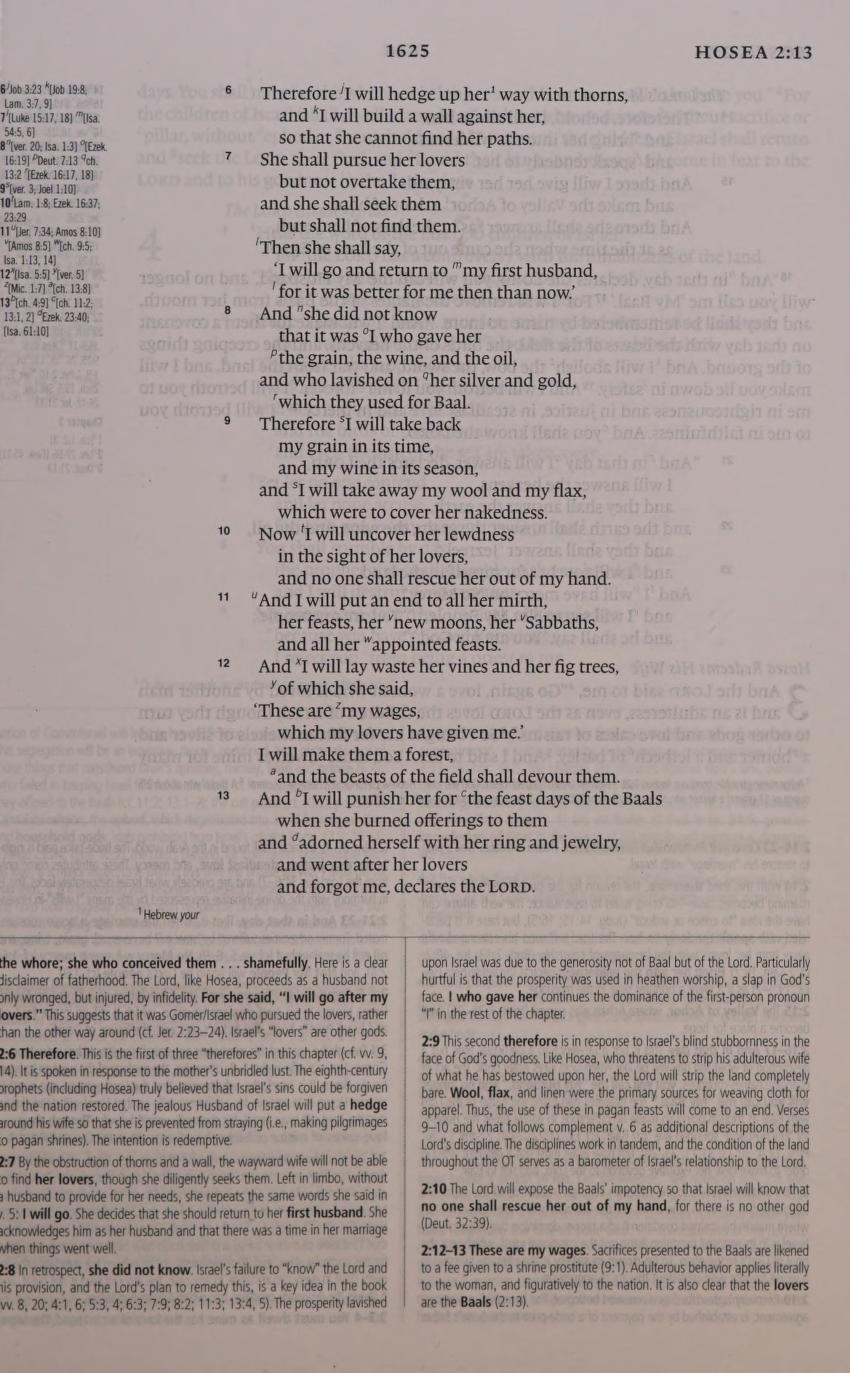 1625 HOSEA 2:13
6 j Job 3:23 k [Job 19:8;
Lam. 3:7, 9]
7 l [Luke 15:17, 18] m [Isa.
54:5, 6]
8 n [ver. 20; Isa. 1:3] o [Ezek.
16:19] p Deut. 7:13 q ch.
13:2 r [Ezek. 16:17, 18]
9 s [ver. 3; Joel 1:10]
10 t Lam. 1:8; Ezek. 16:37;
23:29
11 u [Jer. 7:34; Amos 8:10]
v [Amos 8:5] w [ch. 9:5;
Isa. 1:13, 14]
12 x [Isa. 5:5] y [ver. 5]
z [Mic. 1:7] a [ch. 13:8]
13 b [ch. 4:9] c [ch. 11:2;
13:1, 2] d Ezek. 23:40;
[Isa. 61:10]
6 Therefore j I will hedge up her¹ way with thorns,
and k I will build a wall against her,
so that she cannot find her paths.
7 She shall pursue her lovers
but not overtake them,
and she shall seek them
but shall not find them.
l Then she shall say,
‘I will go and return to m my first husband,
l for it was better for me then than now.’
8 And n she did not know
that it was o I who gave her
p the grain, the wine, and the oil,
and who lavished on q her silver and gold,
r which they used for Baal.
9 Therefore s I will take back
my grain in its time,
and my wine in its season,
and s I will take away my wool and my flax,
which were to cover her nakedness.
10 Now t I will uncover her lewdness
in the sight of her lovers,
and no one shall rescue her out of my hand.
11 u And I will put an end to all her mirth,
her feasts, her v new moons, her v Sabbaths,
and all her w appointed feasts.
12 And x I will lay waste her vines and her fig trees,
y of which she said,
‘These are z my wages,
which my lovers have given me.’
I will make them a forest,
a and the beasts of the field shall devour them.
13 And b I will punish her for c the feast days of the Baals
when she burned offerings to them
and d adorned herself with her ring and jewelry,
and went after her lovers
and forgot me, declares the LORD.
¹ Hebrew your
the whore; she who conceived them . . . shamefully. Here is a clear
disclaimer of fatherhood. The Lord, like Hosea, proceeds as a husband not
only wronged, but injured, by infidelity. For she said, “I will go after my
lovers.” This suggests that it was Gomer/Israel who pursued the lovers, rather
than the other way around (cf. Jer. 2:23–24). Israel’s “lovers” are other gods.
2:6 Therefore. This is the first of three “therefores” in this chapter (cf. vv. 9,
14). It is spoken in response to the mother’s unbridled lust. The eighth-century
prophets (including Hosea) truly believed that Israel’s sins could be forgiven
and the nation restored. The jealous Husband of Israel will put a hedge
around his wife so that she is prevented from straying (i.e., making pilgrimages
to pagan shrines). The intention is redemptive.
2:7 By the obstruction of thorns and a wall, the wayward wife will not be able
to find her lovers, though she diligently seeks them. Left in limbo, without
a husband to provide for her needs, she repeats the same words she said in
v. 5: I will go. She decides that she should return to her first husband. She
acknowledges him as her husband and that there was a time in her marriage
when things went well.
2:8 In retrospect, she did not know. Israel’s failure to “know” the Lord and
his provision, and the Lord’s plan to remedy this, is a key idea in the book
vv. 8, 20; 4:1, 6; 5:3, 4; 6:3; 7:9; 8:2; 11:3; 13:4, 5). The prosperity lavished
upon Israel was due to the generosity not of Baal but of the Lord. Particularly
hurtful is that the prosperity was used in heathen worship, a slap in God’s
face. I who gave her continues the dominance of the first-person pronoun
“I” in the rest of the chapter.
2:9 This second therefore is in response to Israel’s blind stubbornness in the
face of God’s goodness. Like Hosea, who threatens to strip his adulterous wife
of what he has bestowed upon her, the Lord will strip the land completely
bare. Wool, flax, and linen were the primary sources for weaving cloth for
apparel. Thus, the use of these in pagan feasts will come to an end. Verses
9–10 and what follows complement v. 6 as additional descriptions of the
Lord’s discipline. The disciplines work in tandem, and the condition of the land
throughout the OT serves as a barometer of Israel’s relationship to the Lord.
2:10 The Lord will expose the Baals’ impotency so that Israel will know that
no one shall rescue her out of my hand, for there is no other god
(Deut. 32:39).
2:12–13 These are my wages. Sacrifices presented to the Baals are likened
to a fee given to a shrine prostitute (9:1). Adulterous behavior applies literally
to the woman, and figuratively to the nation. It is also clear that the lovers
are the Baals (2:13).